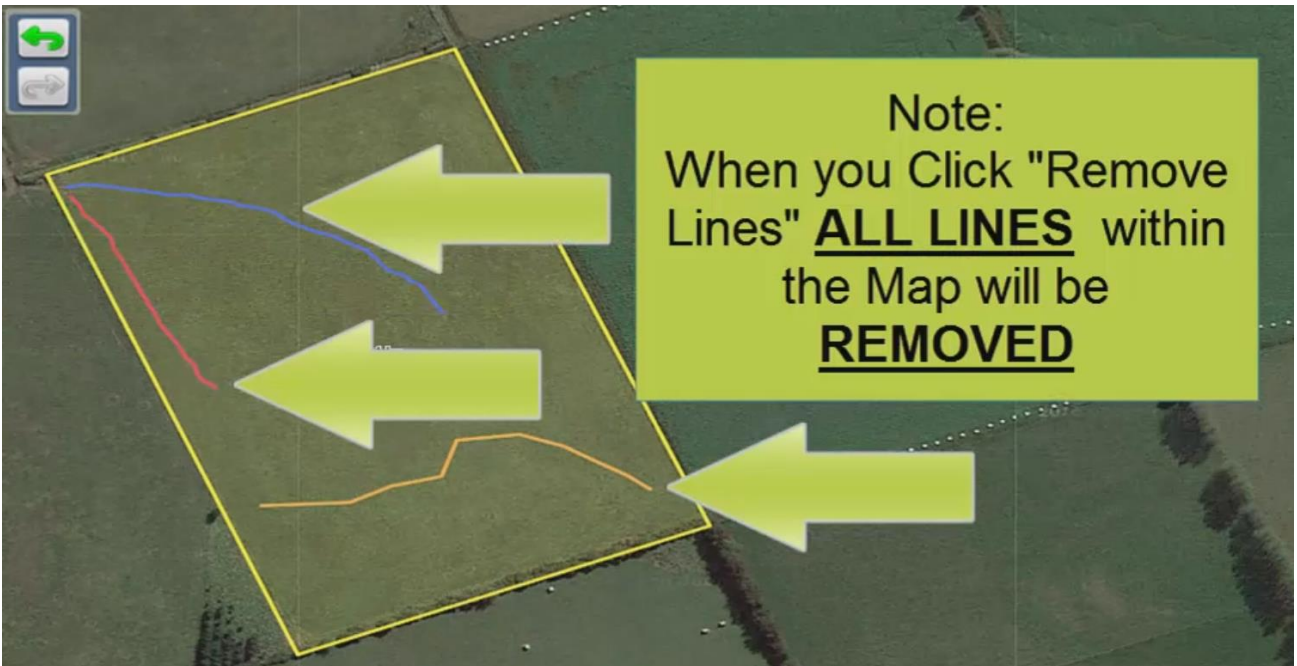 Note:
When you Click "Remove
Lines" ALL LINES within
the Map will be
REMOVED